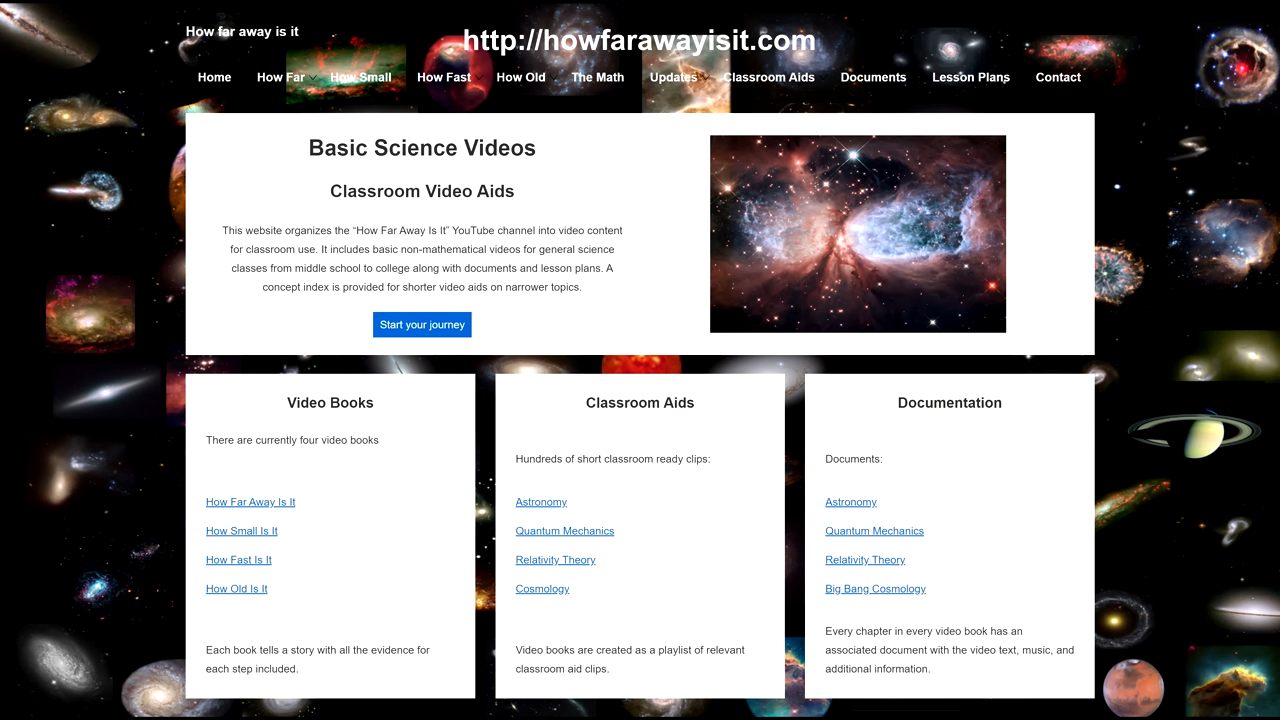 How far away is it
http://howfarawayisit.com
Home How Far How Small How Fast How Old The Math Updates Classroom Aids Documents Lesson Plans Contact
Basic Science Videos
Classroom Video Aids
This website organizes the “How Far Away Is It” YouTube channel into video content
for classroom use. It includes basic non-mathematical videos for general science
classes from middle school to college along with documents and lesson plans. A
concept index is provided for shorter video aids on narrower topics.
Start your journey
Video Books
There are currently four video books
How Far Away Is It
How Small Is It
How Fast Is It
How Old Is It
Each book tells a story with all the evidence for
each step included.
Classroom Aids
Hundreds of short classroom ready clips:
Astronomy
Quantum Mechanics
Relativity Theory
Cosmology
Video books are created as a playlist of relevant
classroom aid clips.
Documentation
Documents:
Astronomy
Quantum Mechanics
Relativity Theory
Big Bang Cosmology
Every chapter in every video book has an
associated document with the video text, music, and
additional information.